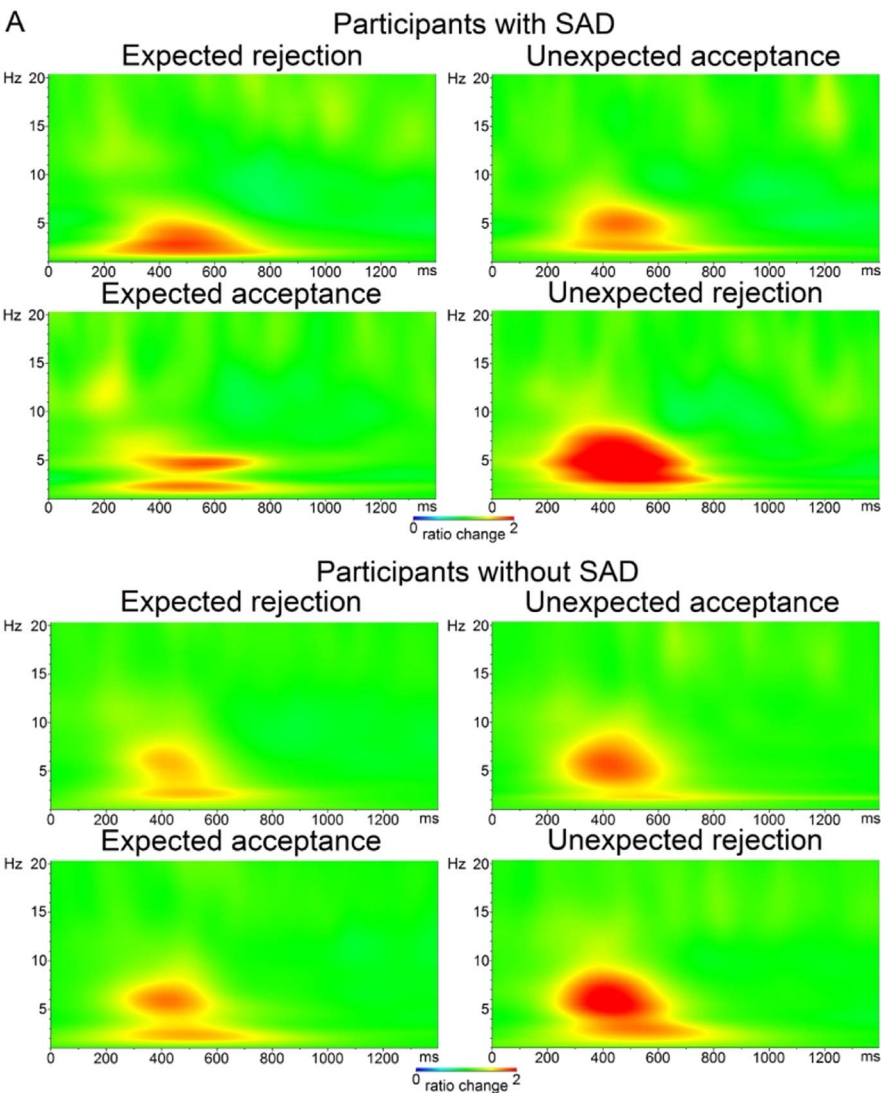 A
Participants with SAD
Expected rejection Unexpected acceptance
Hz 20 Hz 20
15 15
10 10
5 5
0 200 400 600 800 1000 1200 ms 0 200 400 600 800 1000 1200 ms
Expected acceptance Unexpected rejection
Hz 20 Hz 20
15 15
10 10
5 5
0 200 400 600 800 1000 1200 ms 0 200 400 600 800 1000 1200 ms
0 ratio change 2
Participants without SAD
Expected rejection Unexpected acceptance
Hz 20 Hz 20
15 15
10 10
5 5
0 200 400 600 800 1000 1200 ms 0 200 400 600 800 1000 1200 ms
Expected acceptance Unexpected rejection
Hz 20 Hz 20
15 15
10 10
5 5
0 200 400 600 800 1000 1200 ms 0 200 400 600 800 1000 1200 ms
0 ratio change 2